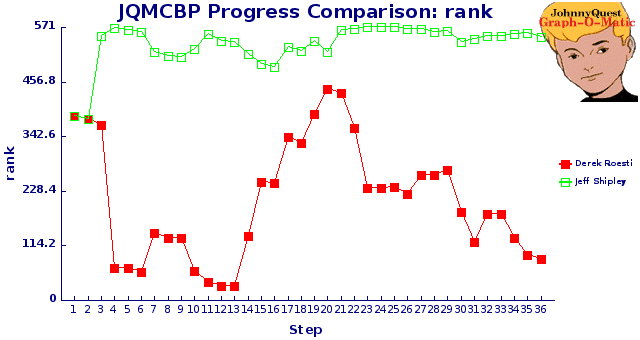 JQMCBP Progress Comparison: rank
JohnnyQuest
Graph-O-Matic
571
456.8
342.6
228.4
114.2
0
rank
1 2 3 4 5 6 7 8 9 10 11 12 13 14 15 16 17 18 19 20 21 22 23 24 25 26 27 28 29 30 31 32 33 34 35 36
Step
Derek Roesti
Jeff Shipley